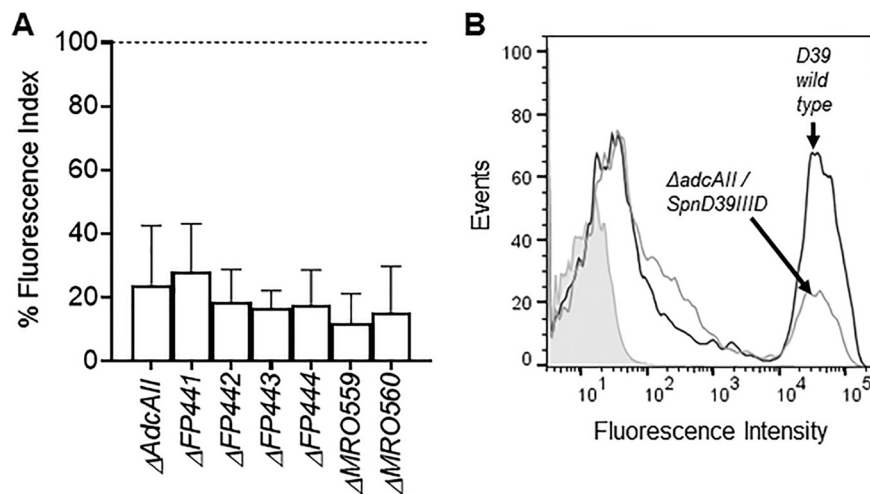 A
% Fluorescence Index
100
80
60
40
20
0
ΔAdcAII
ΔFP441
ΔFP442
ΔFP443
ΔFP444
ΔMRO559
ΔMRO560
B
Events
100
80
60
40
20
0
D39
wild
type
ΔadcAII /
SpnD39IIID
10¹
10²
10³
10⁴
10⁵
Fluorescence Intensity